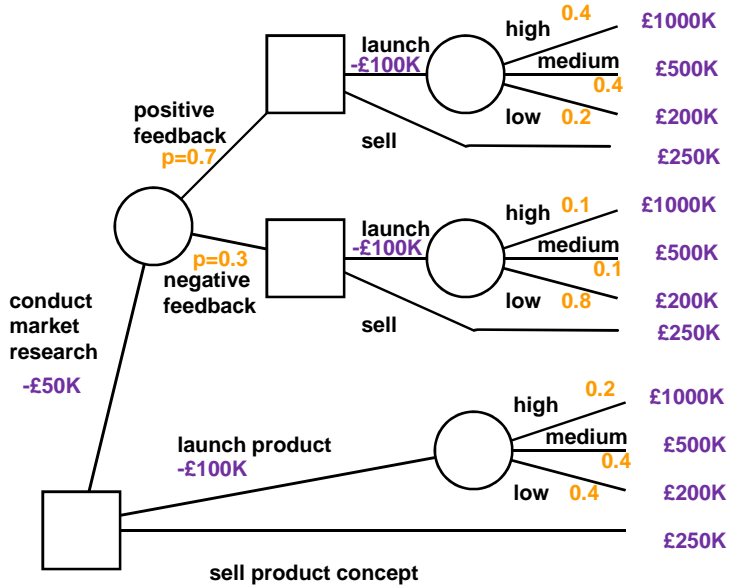 high 0.4 £1000K
launch
-£100K
medium £500K
0.4
positive
feedback
p=0.7
low 0.2 £200K
sell
£250K
high 0.1 £1000K
launch
-£100K
medium £500K
0.1
p=0.3
negative
feedback
low 0.8 £200K
sell
£250K
conduct
market
research
-£50K
high 0.2 £1000K
launch product
-£100K
medium £500K
0.4
low 0.4 £200K
£250K
sell product concept